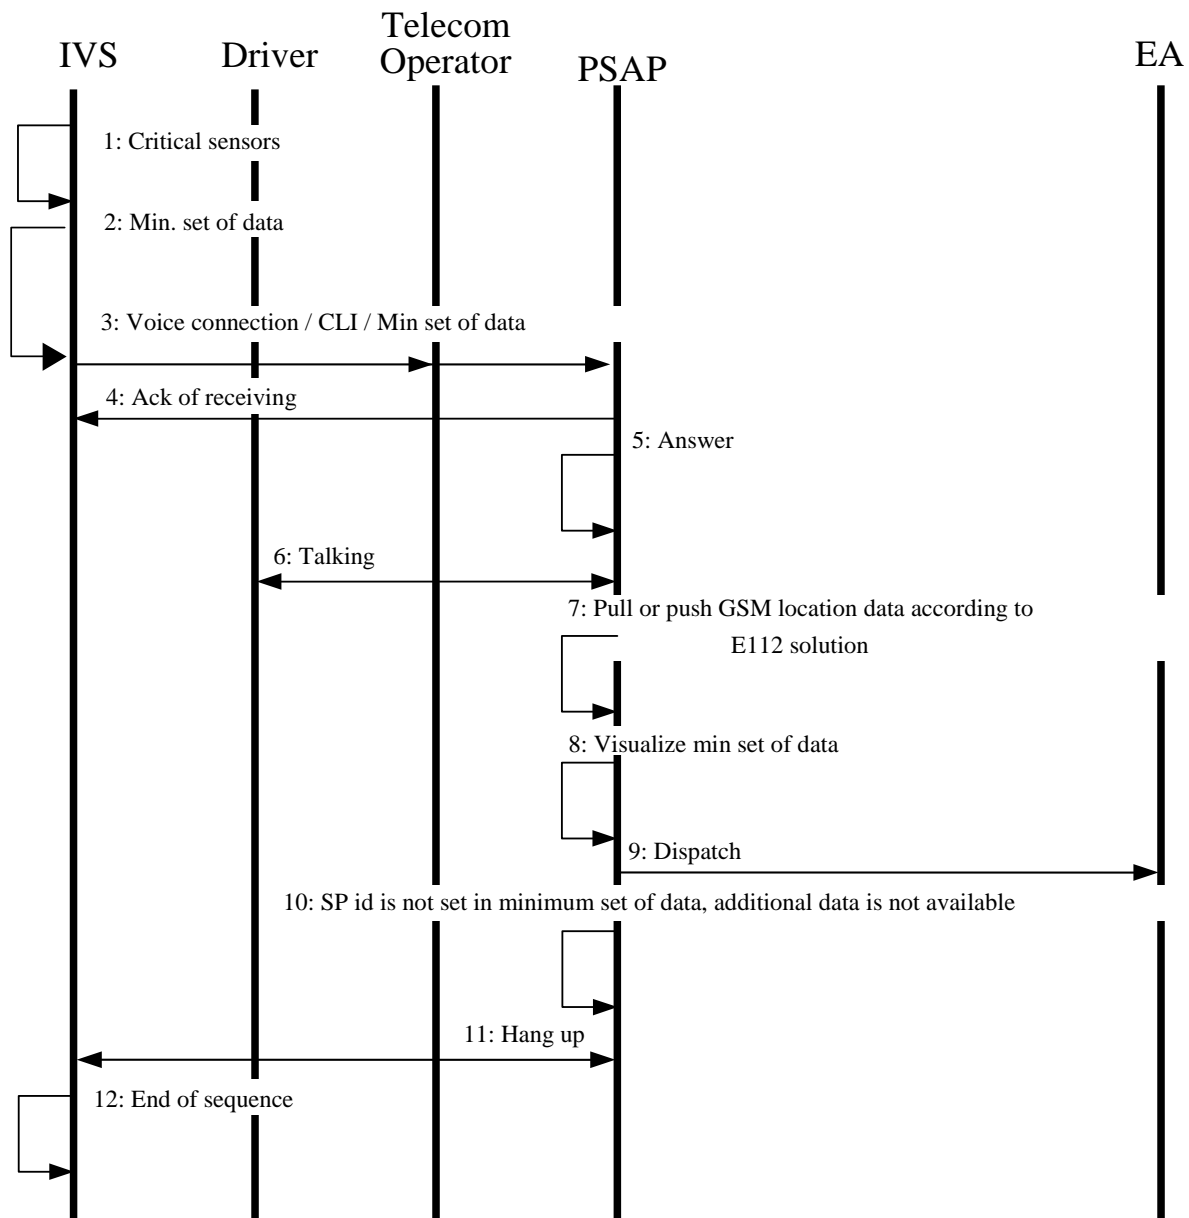 IVS
Driver
Telecom
Operator
PSAP
EA
1: Critical sensors
2: Min. set of data
3: Voice connection / CLI / Min set of data
4: Ack of receiving
5: Answer
6: Talking
7: Pull or push GSM location data according to
E112 solution
8: Visualize min set of data
9: Dispatch
10: SP id is not set in minimum set of data, additional data is not available
11: Hang up
12: End of sequence